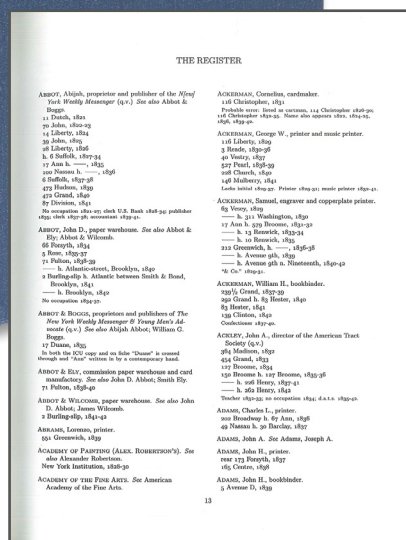 THE REGISTER
ABBOT, Abijah, proprietor and publisher of the N[ew]
York Weekly Messenger (q.v.) See also Abbot &
Boggs.
11 Dutch, 1821
70 John, 1822-23
14 Liberty, 1824
39 John, 1825
28 Liberty, 1826
h. 6 Suffolk, 1827-34
17 Ann h. ——, 1835
200 Nassau h. ——, 1836
6 Suffolk, 1837-38
473 Hudson, 1839
472 Grand, 1840
87 Division, 1841
No occupation 1821-27; clerk U.S. Bank 1828-34; publisher
1835; clerk 1837-38; accountant 1839-41.
ABBOT, John D., paper warehouse. See also Abbot &
Ely; Abbot & Wilcomb.
66 Forsyth, 1834
5 Rose, 1835-37
71 Fulton, 1838-39
—— h. Atlantic-street, Brooklyn, 1840
2 Burling-slip h. Atlantic between Smith & Bond,
Brooklyn, 1841
—— h. Brooklyn, 1842
No occupation 1834-37.
ABBOT & BOGGS, proprietors and publishers of The
New York Weekly Messenger & Young Men's Ad-
vocate (q.v.) See also Abijah Abbot; William G.
Boggs.
17 Duane, 1835
In both the ICU copy and on fiche "Duane" is crossed
through and "Ann" written in by a contemporary hand.
ABBOT & ELY, commission paper warehouse and card
manufactory. See also John D. Abbot; Smith Ely.
71 Fulton, 1838-40
ABBOT & WILCOMB, paper warehouse. See also John
D. Abbot; James Wilcomb.
2 Burling-slip, 1841-42
ABRAMS, Lorenzo, printer.
551 Greenwich, 1839
ACADEMY OF PAINTING (ALEX. ROBERTSON'S). See
also Alexander Robertson.
New York Institution, 1826-30
ACADEMY OF THE FINE ARTS. See American
Academy of the Fine Arts.
ACKERMAN, Cornelius, cardmaker.
116 Christopher, 1831
Probable error: listed as cartman, 114 Christopher 1828-30;
116 Christopher 1832-35. Name also appears 1822, 1824-25,
1836, 1839-42.
ACKERMAN, George W., printer and music printer.
116 Liberty, 1829
3 Reade, 1830-36
40 Vestry, 1837
527 Pearl, 1838-39
228 Church, 1840
146 Mulberry, 1841
Lacks initial 1829-37. Printer 1829-31; music printer 1832-41.
ACKERMAN, Samuel, engraver and copperplate printer.
63 Vesey, 1829
—— h. 311 Washington, 1830
17 Ann h. 579 Broome, 1831-32
—— h. 13 Renwick, 1833-34
—— h. 10 Renwick, 1835
212 Greenwich, h. ——, 1836-38
—— h. Avenue 9th, 1839
—— h. Avenue 9th n. Nineteenth, 1840-42
"& Co." 1829-31.
ACKERMAN, William H., bookbinder.
239½ Grand, 1837-39
292 Grand h. 83 Hester, 1840
83 Hester, 1841
139 Clinton, 1842
Confectioner 1837-40.
ACKLEY, John A., director of the American Tract
Society (q.v.)
364 Madison, 1832
454 Grand, 1833
127 Broome, 1834
150 Broome h. 127 Broome, 1835-36
—— h. 226 Henry, 1837-41
—— h. 262 Henry, 1842
Teacher 1831-33; no occupation 1834; d.a.t.s. 1835-42.
ADAMS, Charles L., printer.
202 Broadway h. 67 Ann, 1836
49 Nassau h. 30 Barclay, 1837
ADAMS, John A. See Adams, Joseph A.
ADAMS, John H., printer.
rear 173 Forsyth, 1837
165 Centre, 1838
ADAMS, John H., bookbinder.
5 Avenue D, 1839
13